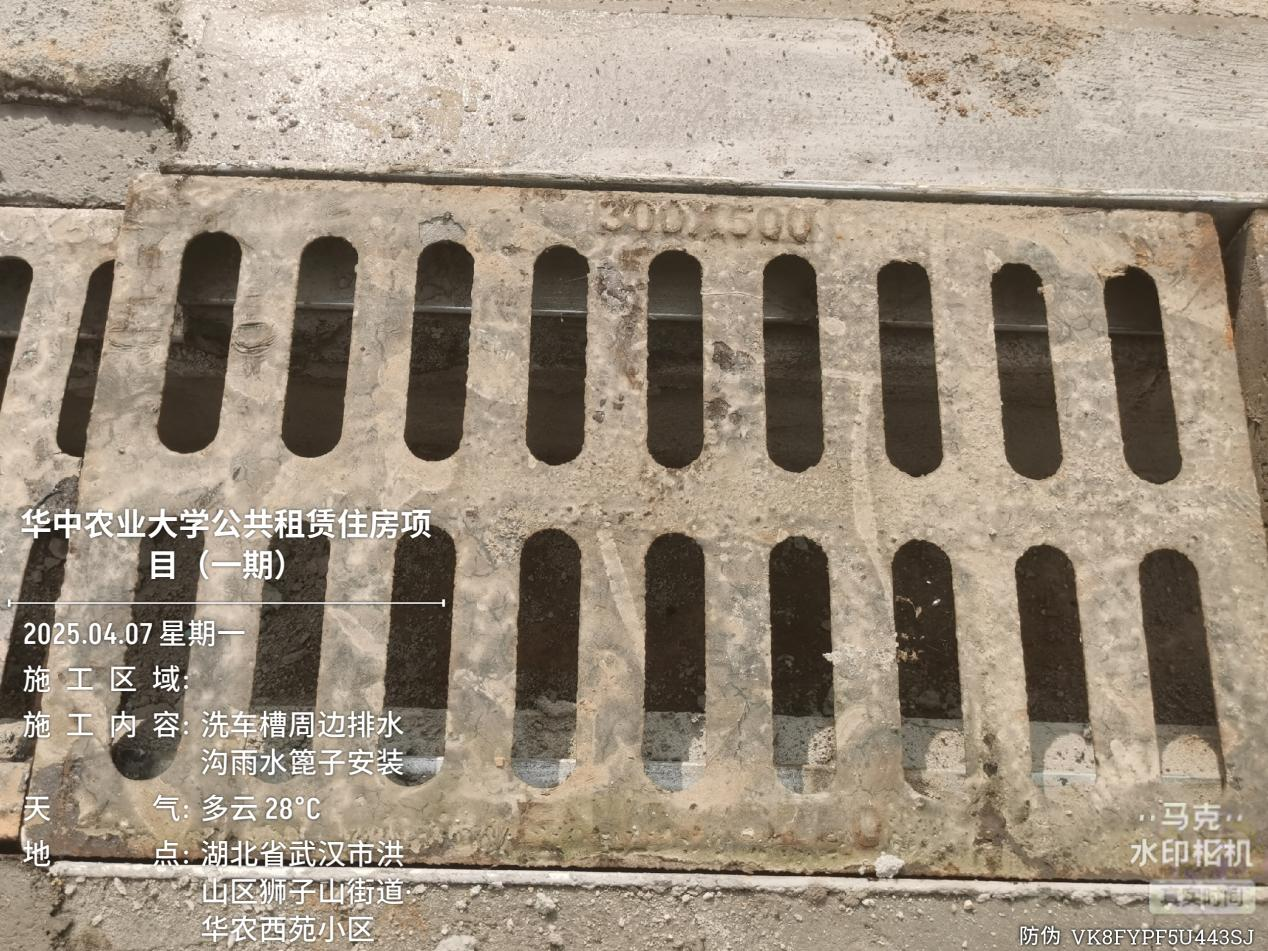 300X500
华中农业大学公共租赁住房项
目（一期）
2025.04.07 星期一
施工区域:
施工内容: 洗车槽周边排水
沟雨水篦子安装
天气: 多云 28°C
地点: 湖北省武汉市洪
山区狮子山街道·
华农西苑小区
马克
水印相机
真实时间
防伪 VK8FYPF5U443SJ